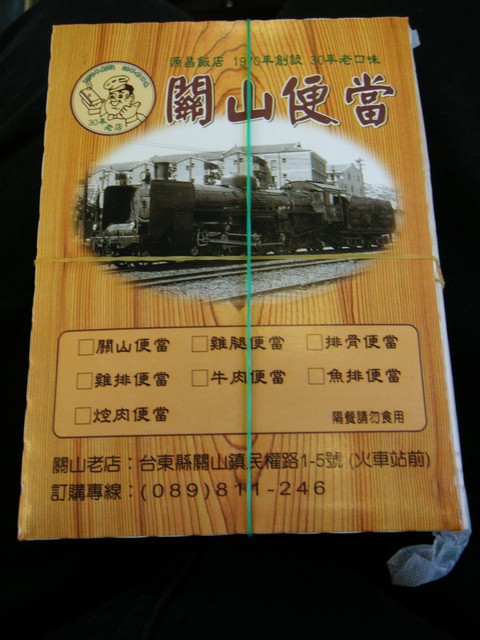 源昌飯店 1970年創設 30年老口味
30年老店
關山便當
關山便當 雞腿便當 排骨便當
雞排便當 牛肉便當 魚排便當
焢肉便當 隔餐請勿食用
關山老店：台東縣關山鎮民權路1-5號(火車站前)
訂購專線：(089)811-246